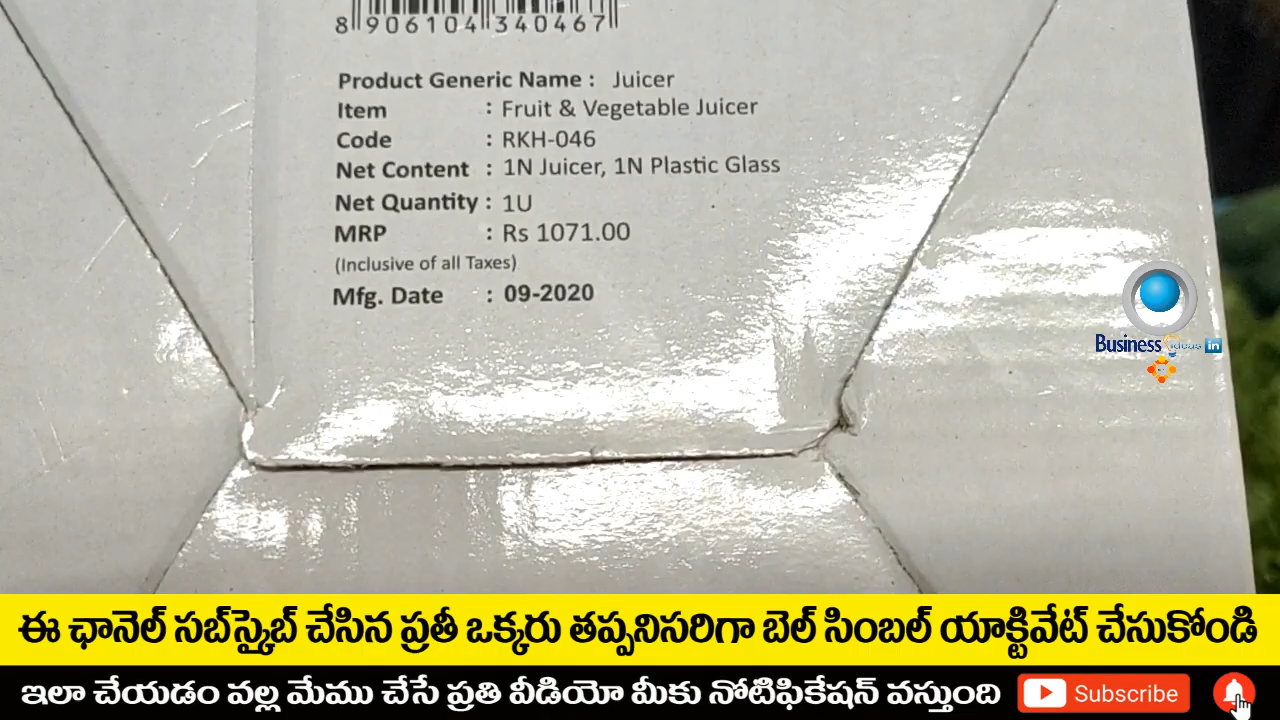 8 906104 340467
Product Generic Name : Juicer
Item : Fruit & Vegetable Juicer
Code : RKH-046
Net Content : 1N Juicer, 1N Plastic Glass
Net Quantity : 1U
MRP : Rs 1071.00
(Inclusive of all Taxes)
Mfg. Date : 09-2020
Business ideas in
ఈ ఛానెల్ సబ్‌స్క్రైబ్ చేసిన ప్రతీ ఒక్కరు తప్పనిసరిగా బెల్ సింబల్ యాక్టివేట్ చేసుకోండి
ఇలా చేయడం వల్ల మేము చేసే ప్రతి వీడియో మీకు నోటిఫికేషన్ వస్తుంది Subscribe